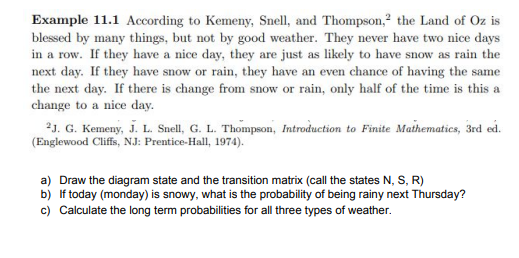 Example 11.1 According to Kemeny, Snell, and Thompson,² the Land of Oz is
blessed by many things, but not by good weather. They never have two nice days
in a row. If they have a nice day, they are just as likely to have snow as rain the
next day. If they have snow or rain, they have an even chance of having the same
the next day. If there is change from snow or rain, only half of the time is this a
change to a nice day.
²J. G. Kemeny, J. L. Snell, G. L. Thompson, Introduction to Finite Mathematics, 3rd ed.
(Englewood Cliffs, NJ: Prentice-Hall, 1974).
a) Draw the diagram state and the transition matrix (call the states N, S, R)
b) If today (monday) is snowy, what is the probability of being rainy next Thursday?
c) Calculate the long term probabilities for all three types of weather.